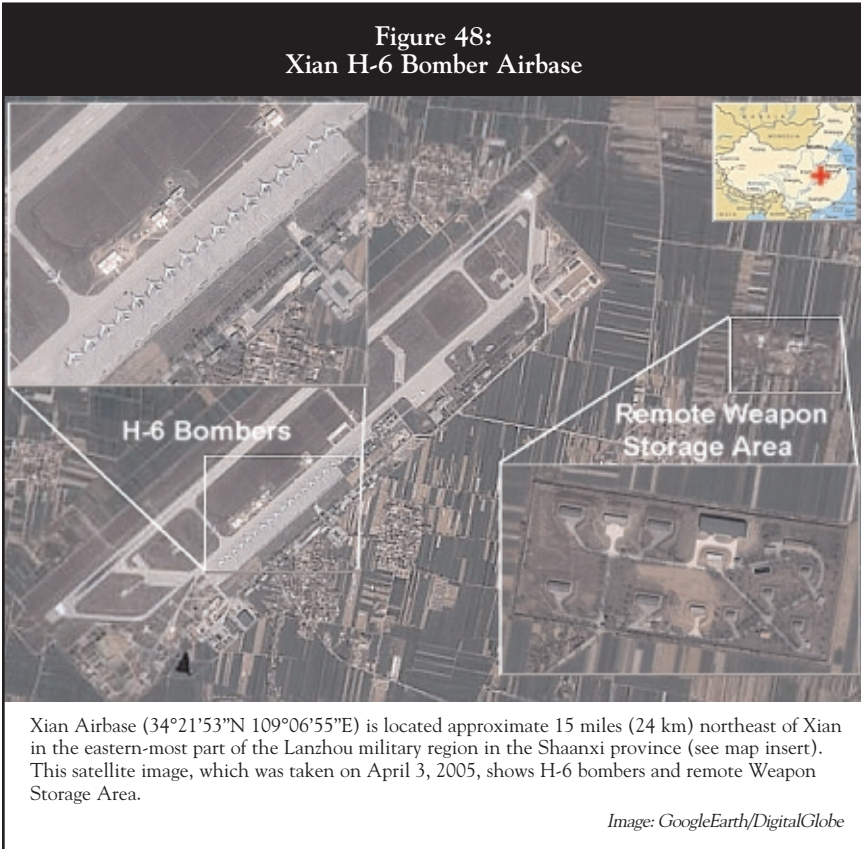 Figure 48:
Xian H-6 Bomber Airbase
H-6 Bombers
Remote Weapon
Storage Area
Xian Airbase (34°21'53”N 109°06'55”E) is located approximate 15 miles (24 km) northeast of Xian
in the eastern-most part of the Lanzhou military region in the Shaanxi province (see map insert).
This satellite image, which was taken on April 3, 2005, shows H-6 bombers and remote Weapon
Storage Area.
Image: GoogleEarth/DigitalGlobe